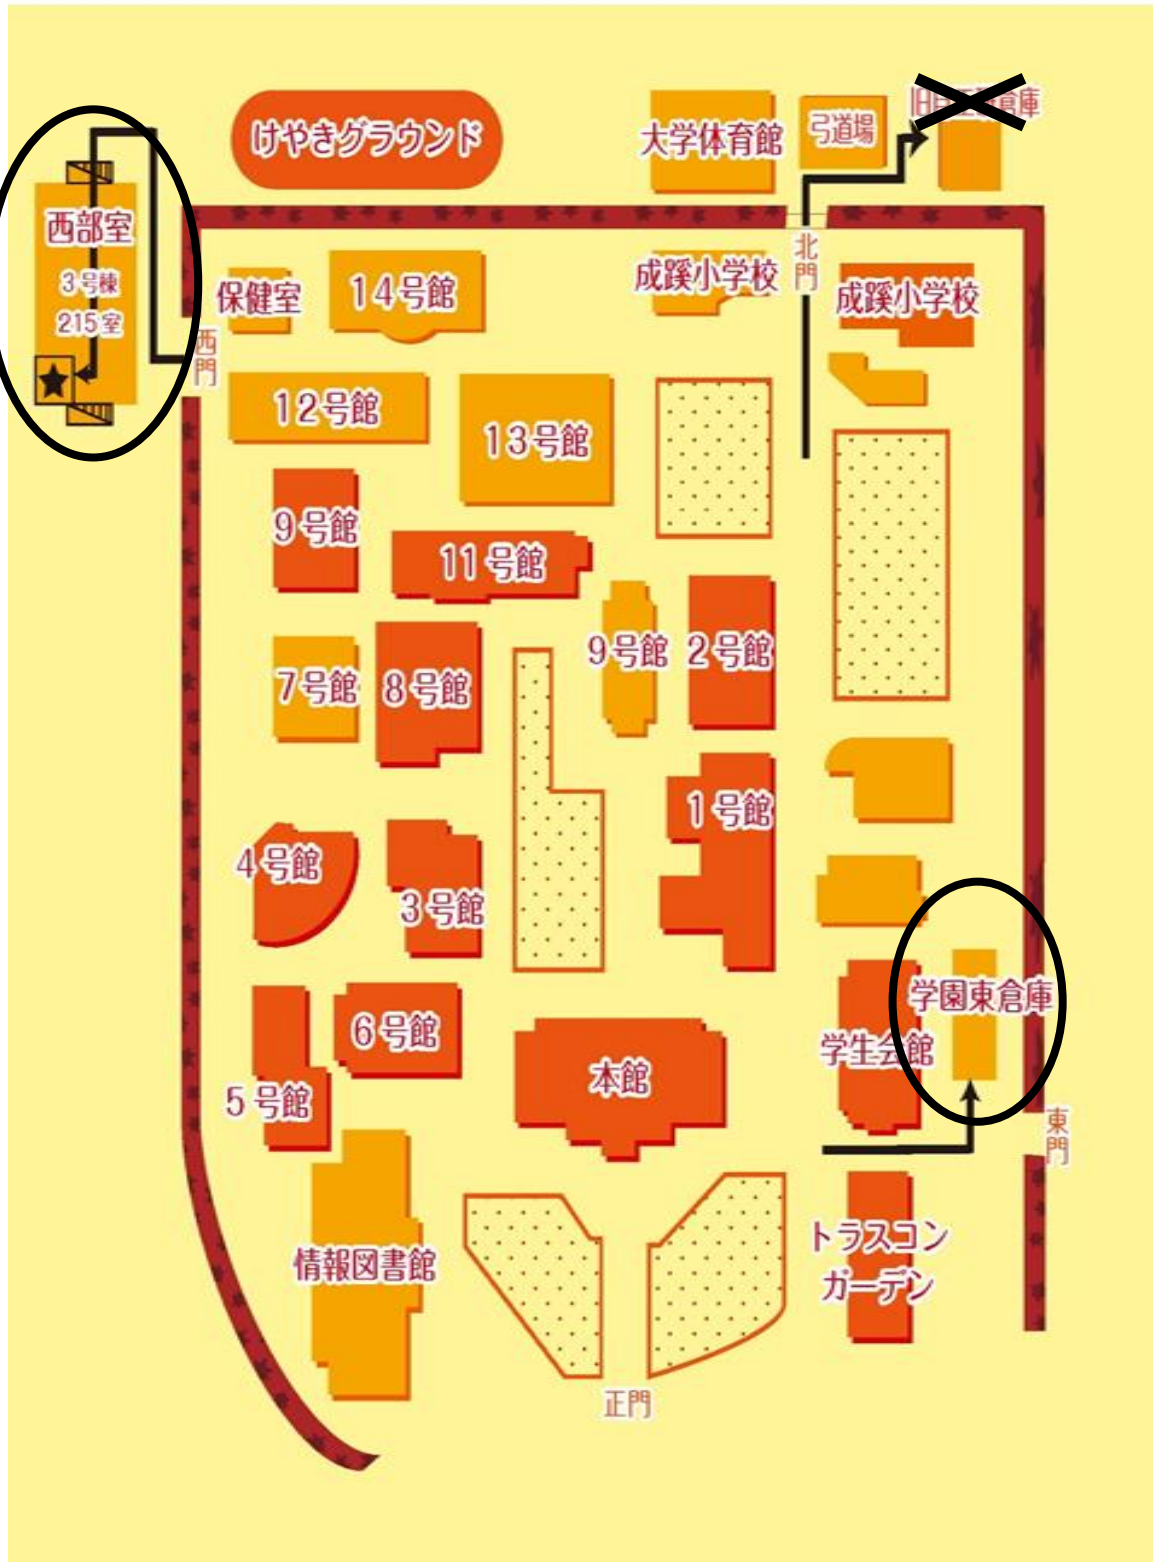 けやきグラウンド
大学体育館
弓道場
倉庫
西部室
3号棟
215室
北門
成蹊小学校
成蹊小学校
保健室
14号館
西門
12号館
13号館
9号館
11号館
9号館
2号館
7号館
8号館
1号館
4号館
3号館
学園東倉庫
6号館
学生会館
本館
5号館
東門
トラスコン
ガーデン
情報図書館
正門